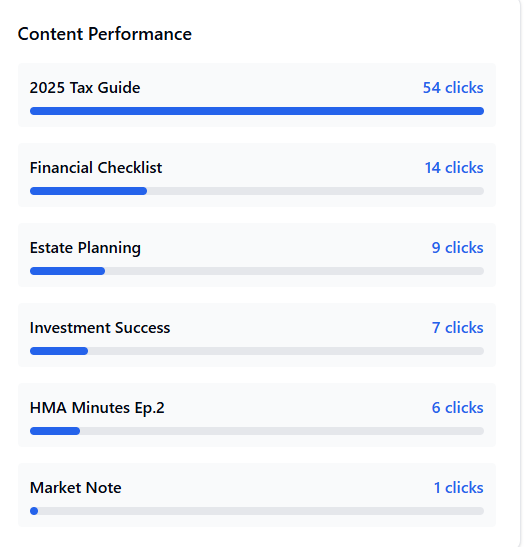 Content Performance
2025 Tax Guide 54 clicks
Financial Checklist 14 clicks
Estate Planning 9 clicks
Investment Success 7 clicks
HMA Minutes Ep.2 6 clicks
Market Note 1 clicks